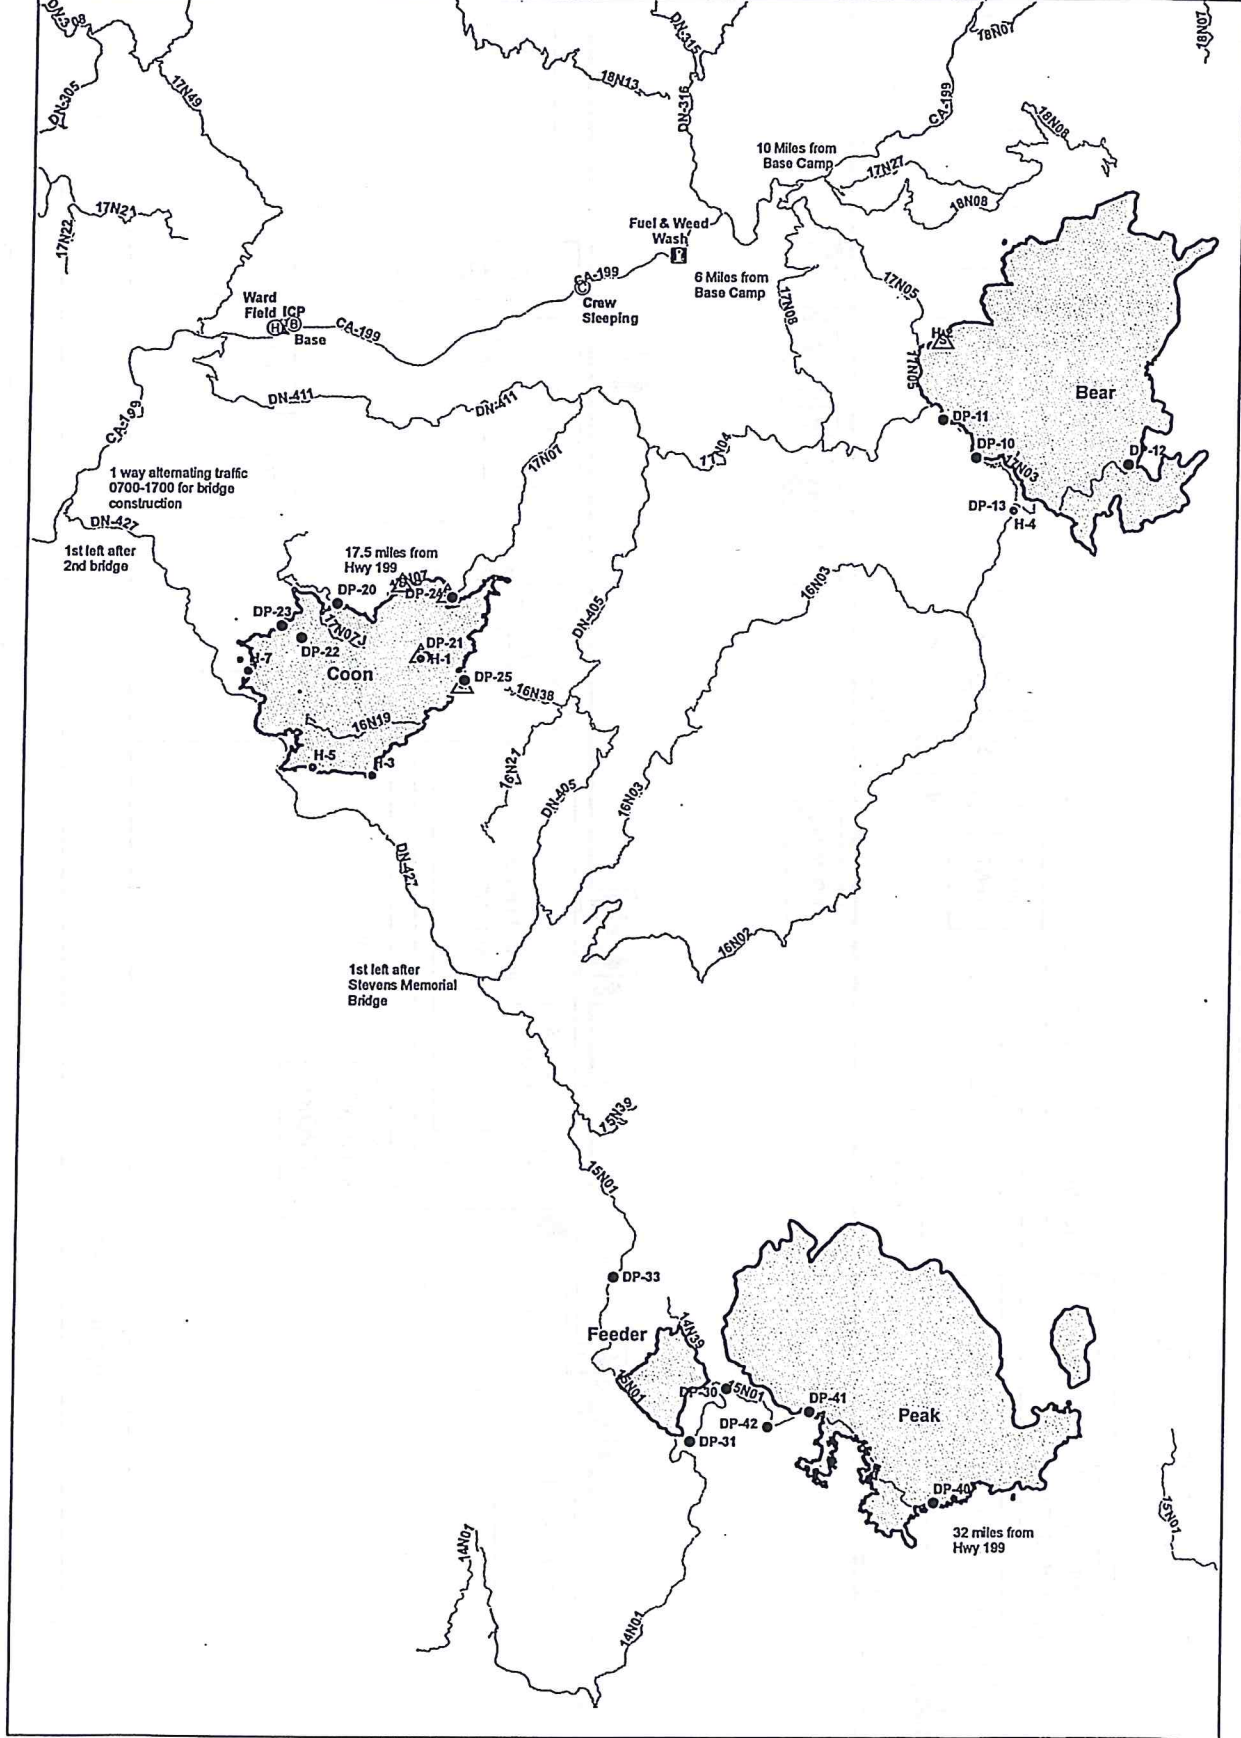 DN-308
17N49
DN-305
17N21
17N22
DN-315
18N13
DN-316
18N07
18N07
CA-199
18N08
10 Miles from
Base Camp
17N27
18N08
Fuel & Weed
Wash
6 Miles from
Base Camp
CA-199
C
Crew
Sleeping
Ward
Field ICP
H
B
Base
CA-199
17N05
17N08
17N05
Bear
DP-11
DP-10
17N03
DP-12
DP-13
H-4
DN-411
DN-411
CA-199
17N04
17N07
1 way alternating traffic
0700-1700 for bridge
construction
DN-427
1st left after
2nd bridge
17.5 miles from
Hwy 199
DP-20
DP-24
DP-23
17N07J
DP-22
DP-21
H-1
H-7
Coon
DP-25
16N38
16N19
H-5
H-3
DN-405
16N03
16N21
DN-405
16N03
DN-427
16N02
1st left after
Stevens Memorial
Bridge
15N39
15N01
DP-33
Feeder
14N39
15N01
DP-30
15N01
DP-41
DP-42
DP-31
Peak
DP-40
32 miles from
Hwy 199
15N01
14N01
14N01